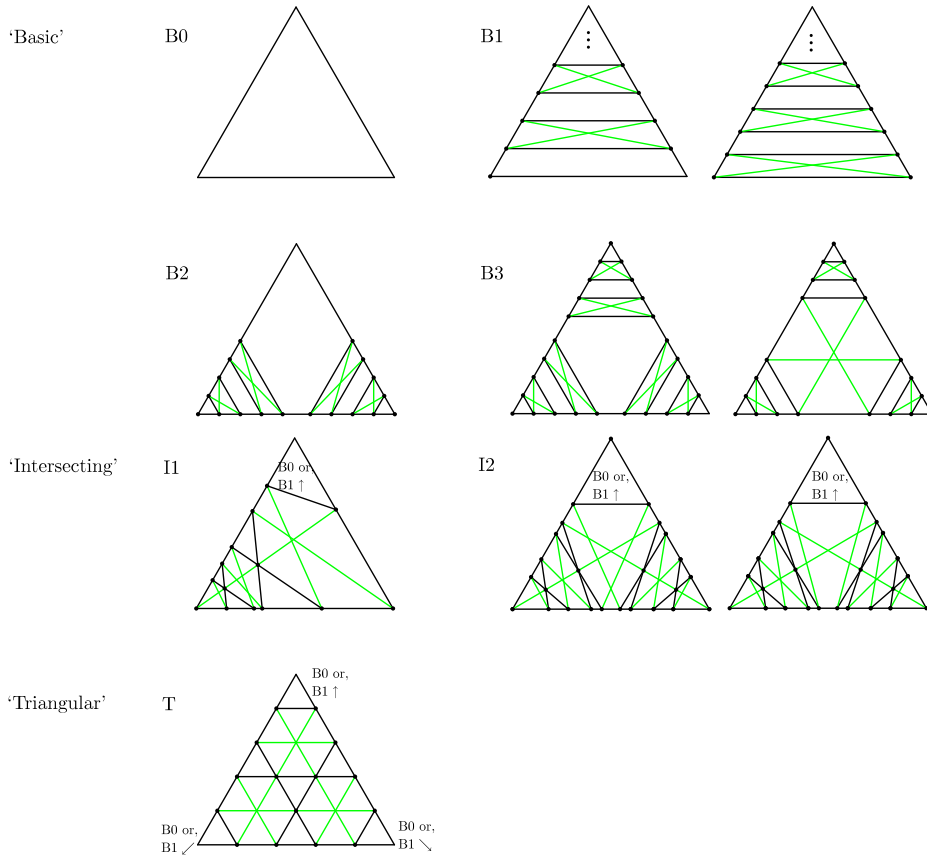 ‘Basic’ B0 B1
B2 B3
‘Intersecting’ I1 I2
B0 or,
B1 ↑
B0 or,
B1 ↑
B0 or,
B1 ↑
‘Triangular’ T
B0 or,
B1 ↑
B0 or,
B1 ↙
B0 or,
B1 ↘